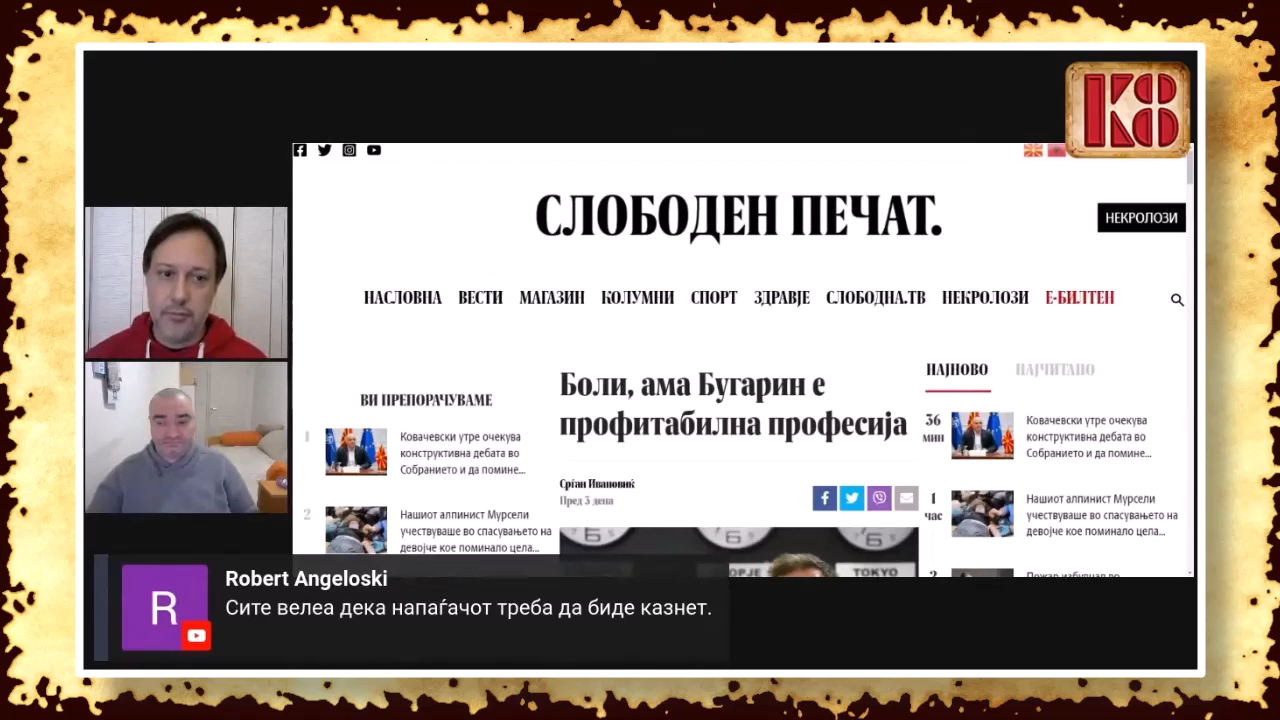 K8
СЛОБОДЕН ПЕЧАТ.
НЕКРОЛОЗИ
НАСЛОВНА ВЕСТИ МАГАЗИН КОЛУМНИ СПОРТ ЗДРАВЈЕ СЛОБОДНА.ТВ НЕКРОЛОЗИ Е-БИЛТЕН
ВИ ПРЕПОРАЧУВАМЕ
1
Ковачевски утре очекува
конструктивна дебата во
Собранието и да помине...
2
Нашиот алпинист Мурсели
учествуваше во спасувањето на
девојче кое поминало цела...
Боли, ама Бугарин е
профитабилна професија
Срѓан Ивановиќ
Пред 3 дена
ОРЈЕ
TOKYO
НАЈНОВО НАЈЧИТАНО
36
мин
Ковачевски утре очекува
конструктивна дебата во
Собранието и да помине...
1
час
Нашиот алпинист Мурсели
учествуваше во спасувањето на
девојче кое поминало цела...
R
Robert Angeloski
Сите велеа дека напаѓачот треба да биде казнет.